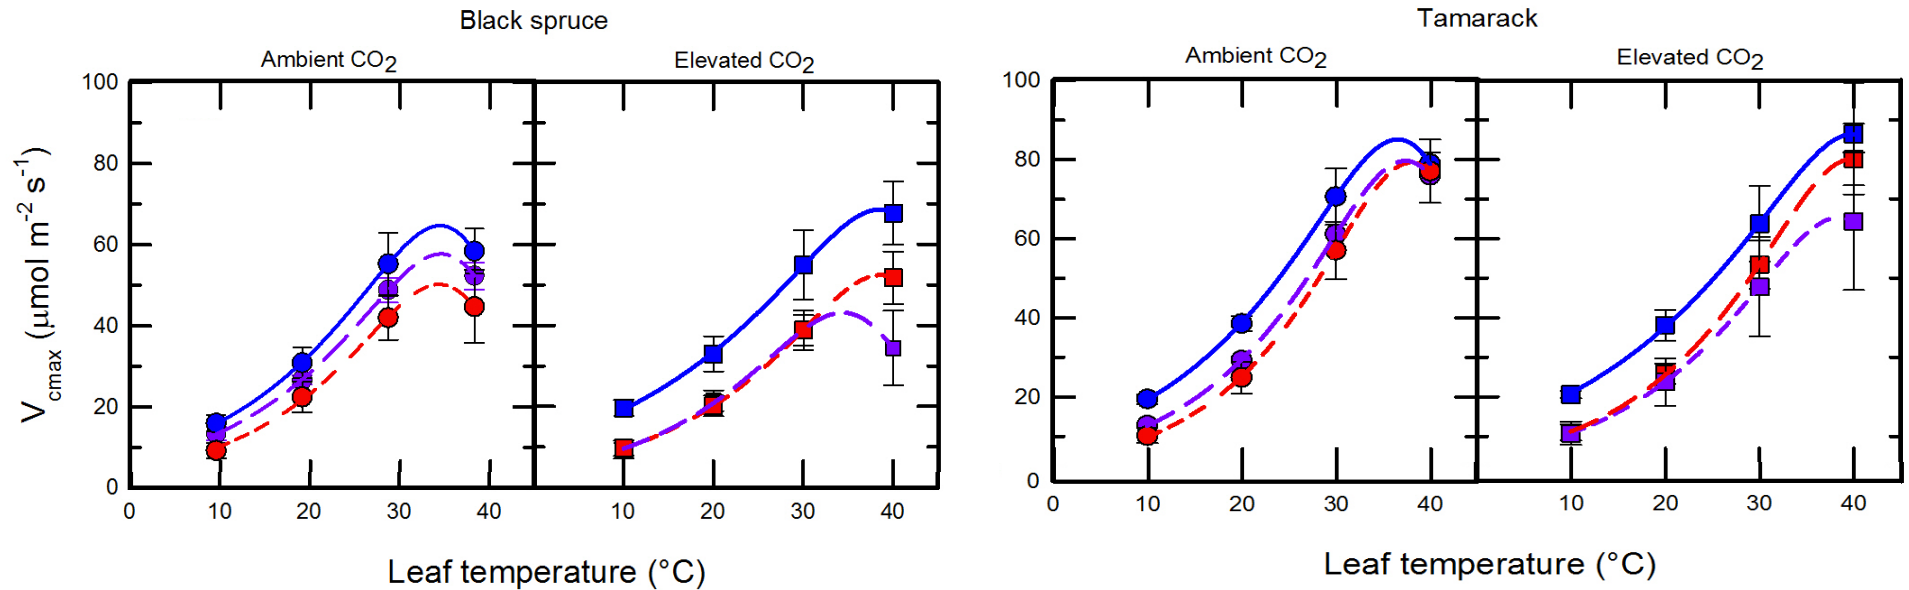 Black spruce
Tamarack
Ambient CO2
Elevated CO2
Ambient CO2
Elevated CO2
100
80
60
40
20
0
Vcmax (μmol m-2 s-1)
0 10 20 30 40 10 20 30 40
Leaf temperature (°C)
100
80
60
40
20
0
0 10 20 30 40 10 20 30 40
Leaf temperature (°C)